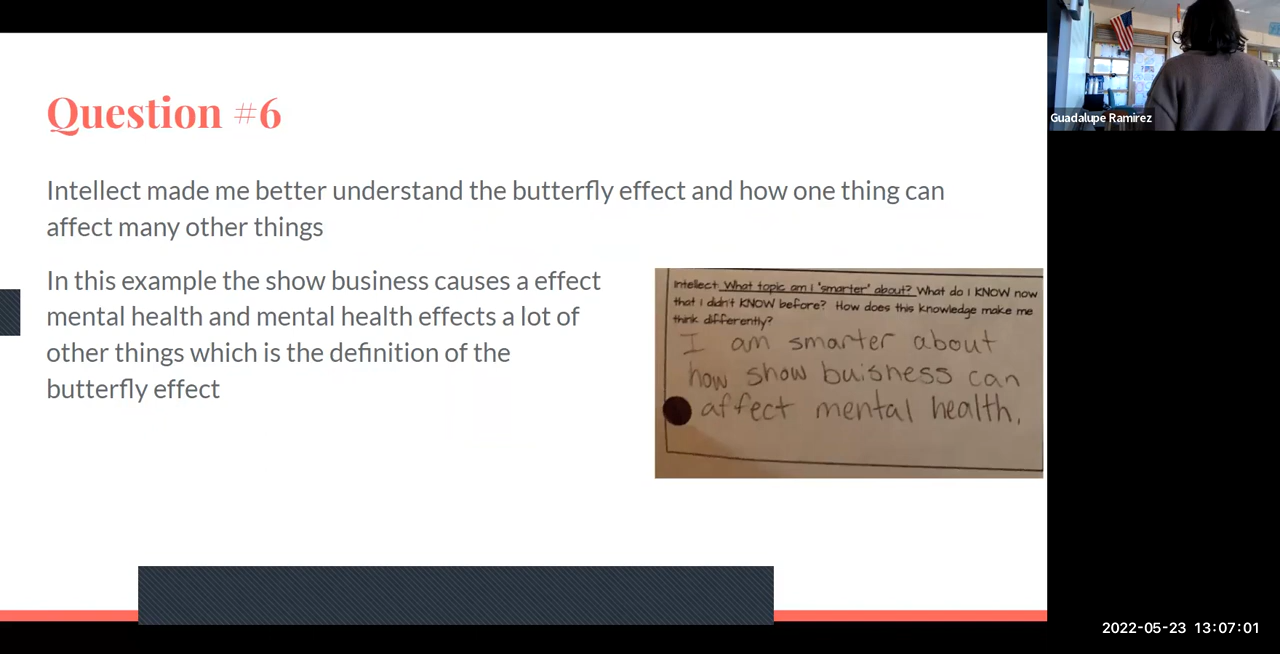 Question #6
Intellect made me better understand the butterfly effect and how one thing can
affect many other things
In this example the show business causes a effect
mental health and mental health effects a lot of
other things which is the definition of the
butterfly effect
Intellect: What topic am I 'smarter' about? What do I KNOW now
that I didn't KNOW before? How does this knowledge make me
think differently?
I am smarter about
how show buisness can
affect mental health.
Guadalupe Ramirez
2022-05-23 13:07:01